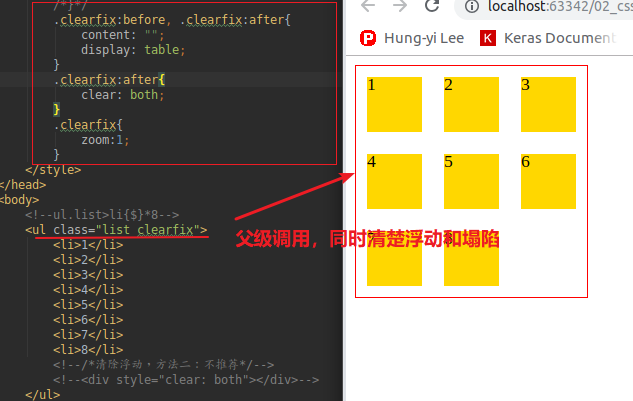 /*}*/
.clearfix:before, .clearfix:after{
content: "";
display: table;
}
.clearfix:after{
clear: both;
}
.clearfix{
zoom:1;
}
</style>
</head>
<body>
<!--ul.list>li{$}*8-->
<ul class="list clearfix">
<li>1</li>
<li>2</li>
<li>3</li>
<li>4</li>
<li>5</li>
<li>6</li>
<li>7</li>
<li>8</li>
<!--/*清除浮动·方法二：不推荐*/-->
<!--<div style="clear: both"></div>-->
</ul>
localhost:63342/02_css
Hung-yi Lee
Keras Document
1 2 3
4 5 6
父级调用，同时清楚浮动和塌陷